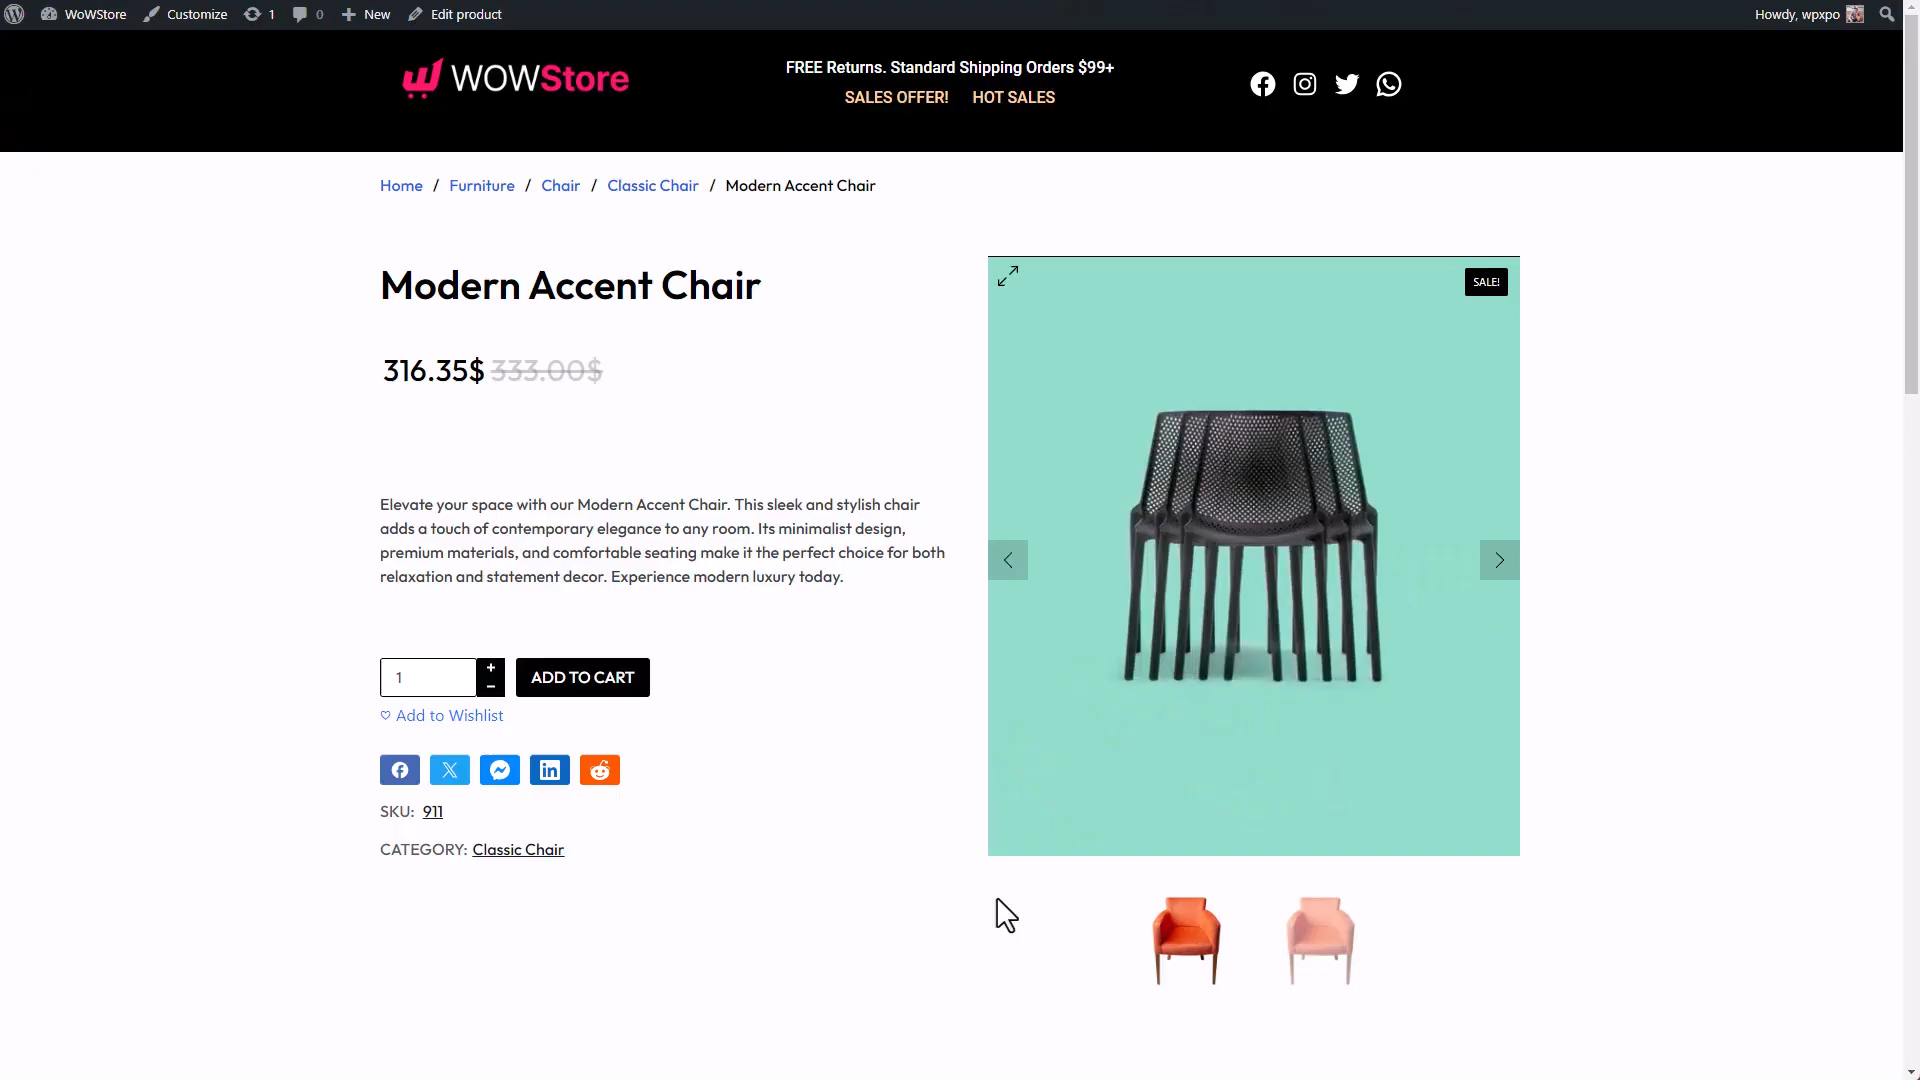 WoWStore Customize 1 0 New Edit product Howdy, wpxpo
WOWStore
FREE Returns. Standard Shipping Orders $99+
SALES OFFER! HOT SALES
Home / Furniture / Chair / Classic Chair / Modern Accent Chair
Modern Accent Chair
SALE!
316.35$ 333.00$
Elevate your space with our Modern Accent Chair. This sleek and stylish chair
adds a touch of contemporary elegance to any room. Its minimalist design,
premium materials, and comfortable seating make it the perfect choice for both
relaxation and statement decor. Experience modern luxury today.
1 + − ADD TO CART
♡ Add to Wishlist
SKU: 911
CATEGORY: Classic Chair